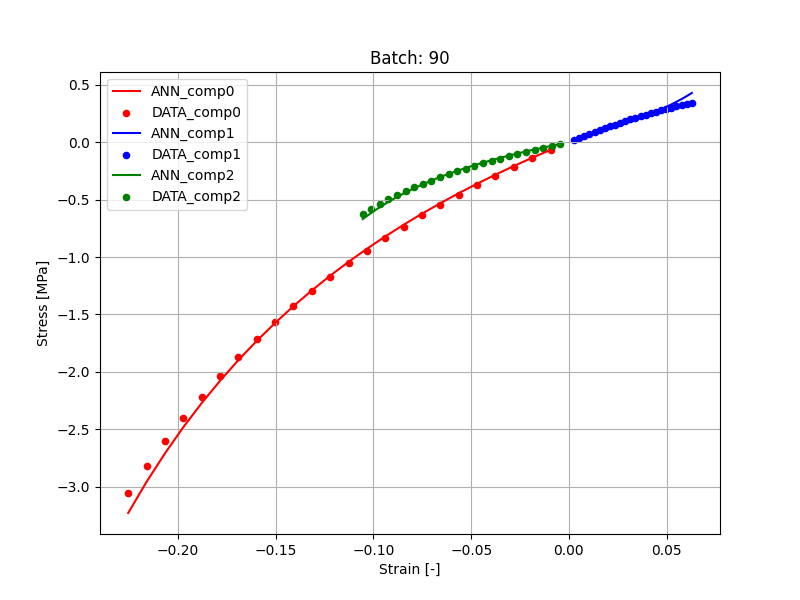 Batch: 90
ANN_comp0
DATA_comp0
ANN_comp1
DATA_comp1
ANN_comp2
DATA_comp2
0.5
0.0
−0.5
−1.0
−1.5
−2.0
−2.5
−3.0
Stress [MPa]
−0.20
−0.15
−0.10
−0.05
0.00
0.05
Strain [-]